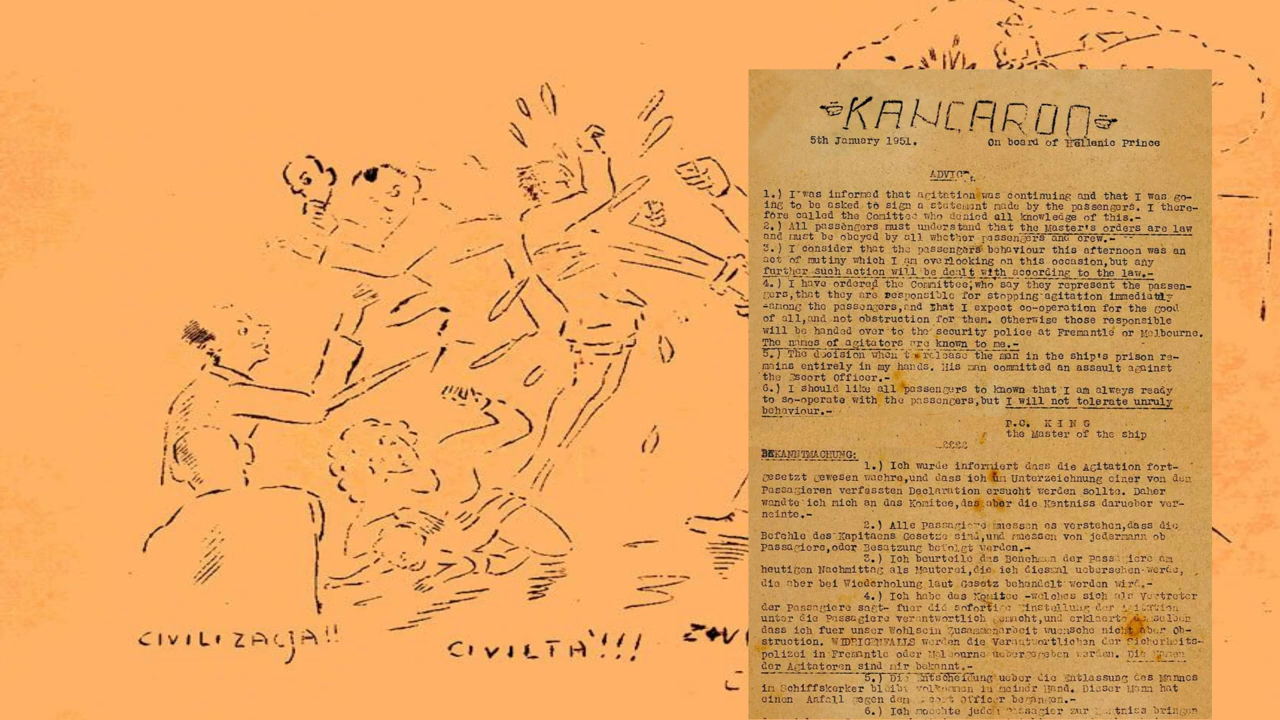 KANGAROO
5th January 1951. On board of Hellenic Prince
ADVICE.
1.) I was informed that agitation was continuing and that I was go-
ing to be asked to sign a statement made by the passengers. I there-
fore called the Comittee who denied all knowledge of this.-
2.) All passengers must understand that the Master's orders are law
and must be obeyed by all whether passengers and crew.-
3.) I consider that the passengers behaviour this afternoon was an
act of mutiny which I am overlooking on this occasion,but any
further such action will be dealt with according to the law.-
4.) I have ordered the Committee,who say they represent the passen-
gers,that they are responsible for stopping agitation immediatly
-among the passengers,and that I expect co-operation for the good
of all,and not obstruction for them. Otherwise those responsible
will be handed over to the security police at Fremantle or Melbourne.
The names of agitators are known to me.-
5.) The decision when to release the man in the ship's prison re-
mains entirely in my hands. His man committed an assault against
the Escort Officer.-
6.) I should like all passengers to known that I am always ready
to so-operate with the passengers,but I will not tolerate unruly
behaviour.-
P.C. K I N G
the Master of the ship
BEKANNTMACHUNG:
1.) Ich wurde informiert dass die Agitation fort-
gesetzt gewesen waehre,und dass ich um Unterzeichnung einer von den
Passagieren verfessten Declaration ersucht werden sollte. Daher
wandte ich mich an das Komitee,das aber die Kentniss darueber ver-
neinte.-
2.) Alle Passagiere muessen es verstehen,dass die
Befehle des Kapitaens Gesetze sind,und muessen von jedermann ob
Passagiere,oder Besatzung befolgt werden.-
3.) Ich beurteile das Benehmen der Passagiere am
heutigen Nachmittag als Meuterei,die ich diesmal uebersehen werde,
die aber bei Wiederholung laut Gesetz behandelt werden wird.-
4.) Ich habe das Komitee -welches sich als Vertreter
der Passagiere sagt- fuer die sofortige Einstellung der Agitation
unter die Passagiere verantwortlich gemacht,und erklaerte demselben
dass ich fuer unser Wohlsein Zusammenarbeit wuensche nicht aber Ob-
struction. WIDRIGENFALLS werden die Verantwortlichen der Sicherheits-
polizei in Fremantle oder Melbourne uebergegeben werden. Die Namen
der Agitatoren sind mir bekannt.-
5.) Die Entscheidung ueber die Entlassung des Mannes
im Schiffskerker bleibt volkommen in meiner Hand. Dieser Mann hat
einen Anfall gegen den Escort Officer begangen.-
6.) Ich moechte jeden Passagier zur Kentniss bringen
CIVILIZACJA!!
CIVILTA'!!!